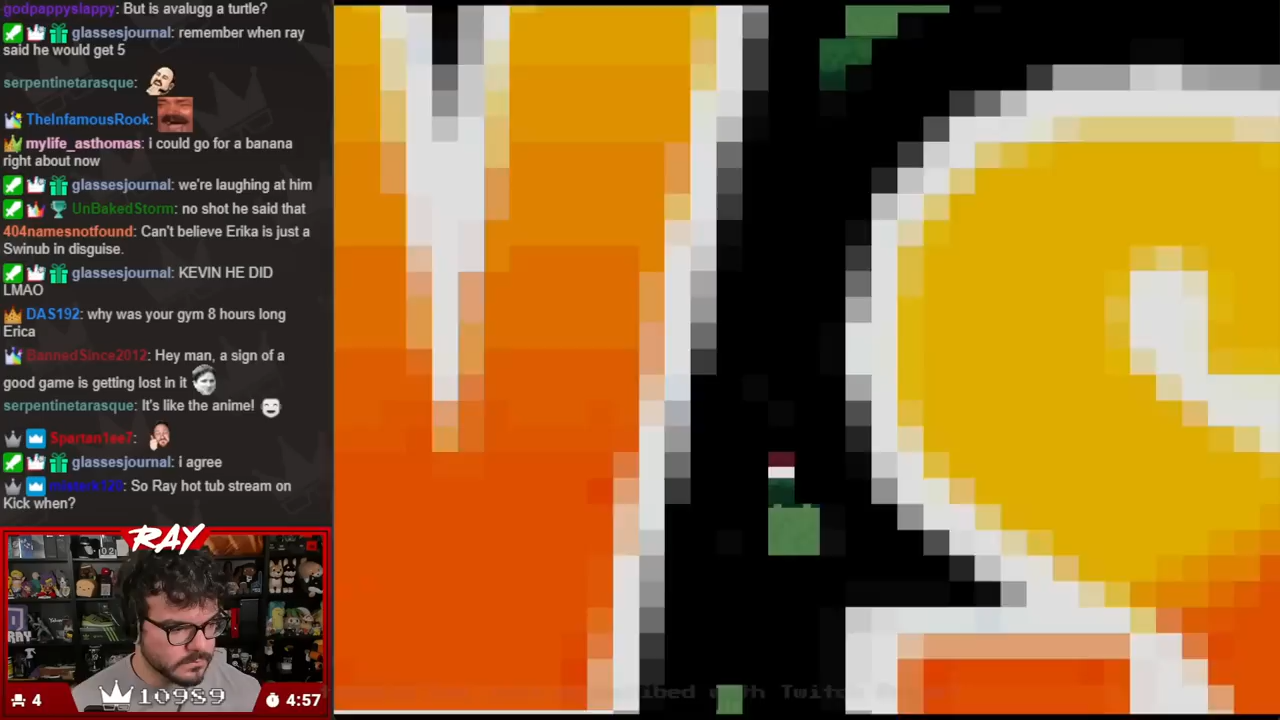 godpappyslappy: But is avalugg a turtle?
glassesjournal: remember when ray
said he would get 5
serpentinetarasque:
TheInfamousRook:
mylife_asthomas: i could go for a banana
right about now
glassesjournal: we're laughing at him
UnBakedStorm: no shot he said that
404namesnotfound: Can't believe Erika is just a
Swinub in disguise.
glassesjournal: KEVIN HE DID
LMAO
DAS192: why was your gym 8 hours long
Erica
BannedSince2012: Hey man, a sign of a
good game is getting lost in it
serpentinetarasque: It's like the anime!
Spartan1ee7:
glassesjournal: i agree
So Ray hot tub stream on
Kick when?
RAY
4
10989
4:57
with Twitch